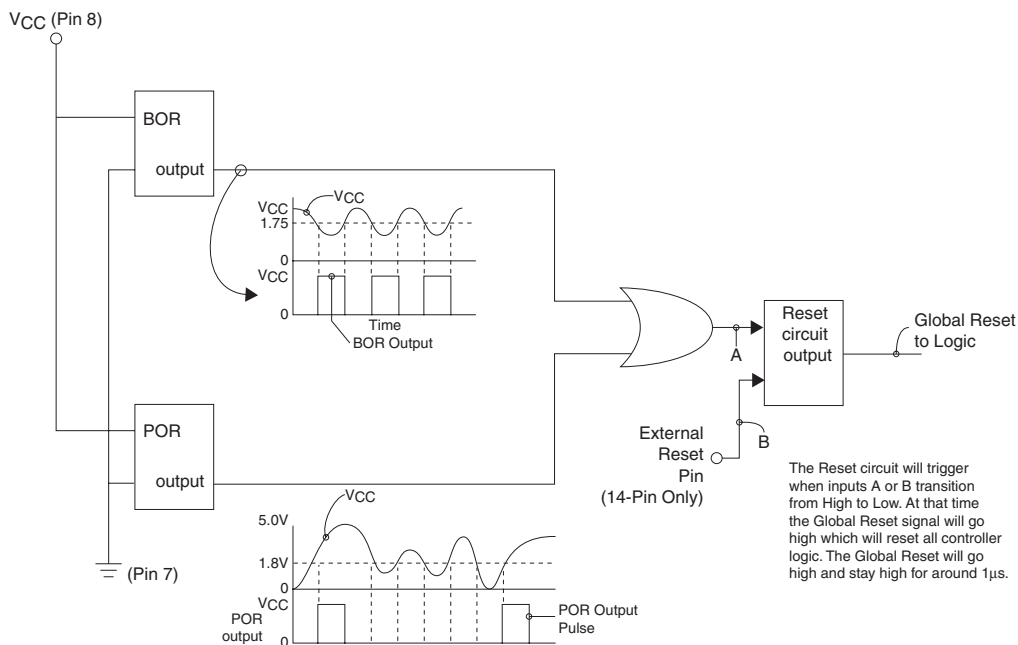 VCC (Pin 8)
BOR
output
VCC
VCC
1.75
0
VCC
0
Time
BOR Output
A
Reset
circuit
output
Global Reset
to Logic
POR
output
External
Reset
Pin
(14-Pin Only)
B
The Reset circuit will trigger
when inputs A or B transition
from High to Low. At that time
the Global Reset signal will go
high which will reset all controller
logic. The Global Reset will go
high and stay high for around 1µs.
(Pin 7)
VCC
5.0V
1.8V
0
VCC
POR
output
0
POR Output
Pulse